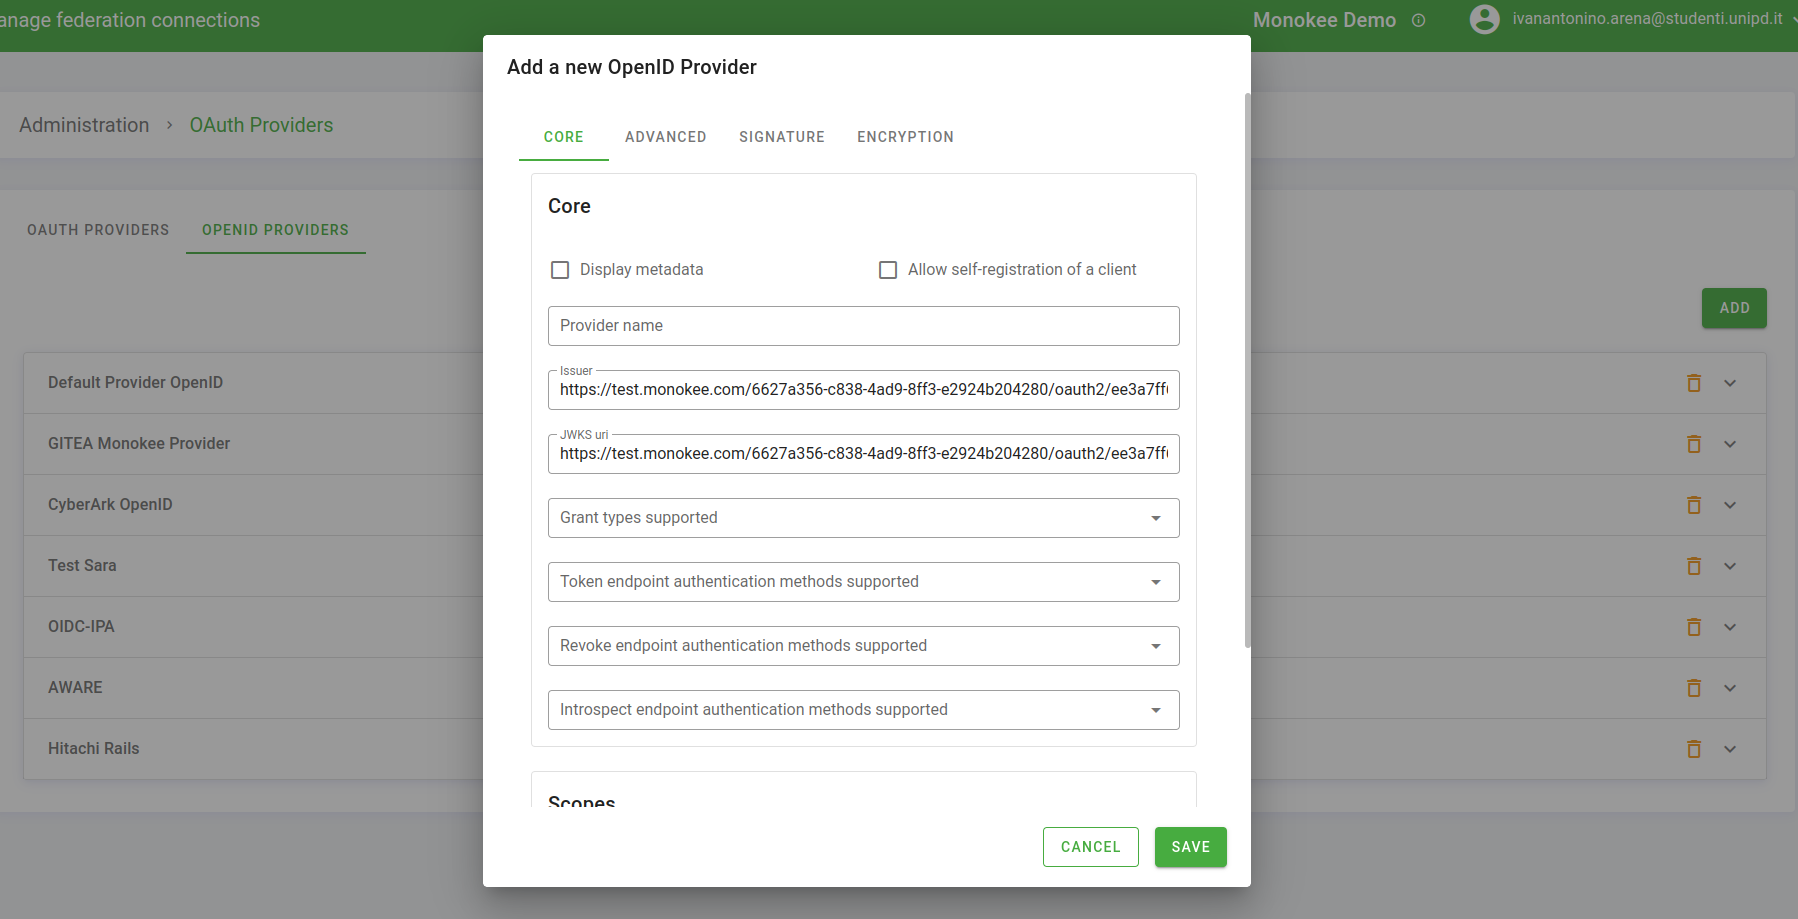 anage federation connections
Monokee Demo
ivanantonino.arena@studenti.unipd.it
Add a new OpenID Provider
Administration › OAuth Providers
CORE ADVANCED SIGNATURE ENCRYPTION
Core
OAUTH PROVIDERS OPENID PROVIDERS
Display metadata Allow self-registration of a client
ADD
Provider name
Issuer
https://test.monokee.com/6627a356-c838-4ad9-8ff3-e2924b204280/oauth2/ee3a7ff
JWKS uri
https://test.monokee.com/6627a356-c838-4ad9-8ff3-e2924b204280/oauth2/ee3a7ff
Grant types supported
Token endpoint authentication methods supported
Revoke endpoint authentication methods supported
Introspect endpoint authentication methods supported
Scopes
CANCEL SAVE
Default Provider OpenID
GITEA Monokee Provider
CyberArk OpenID
Test Sara
OIDC-IPA
AWARE
Hitachi Rails